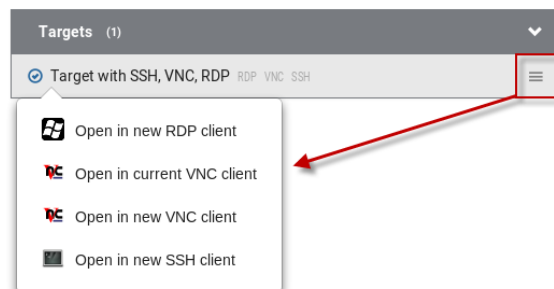 Targets (1)
Target with SSH, VNC, RDP RDP VNC SSH
Open in new RDP client
Open in current VNC client
Open in new VNC client
Open in new SSH client